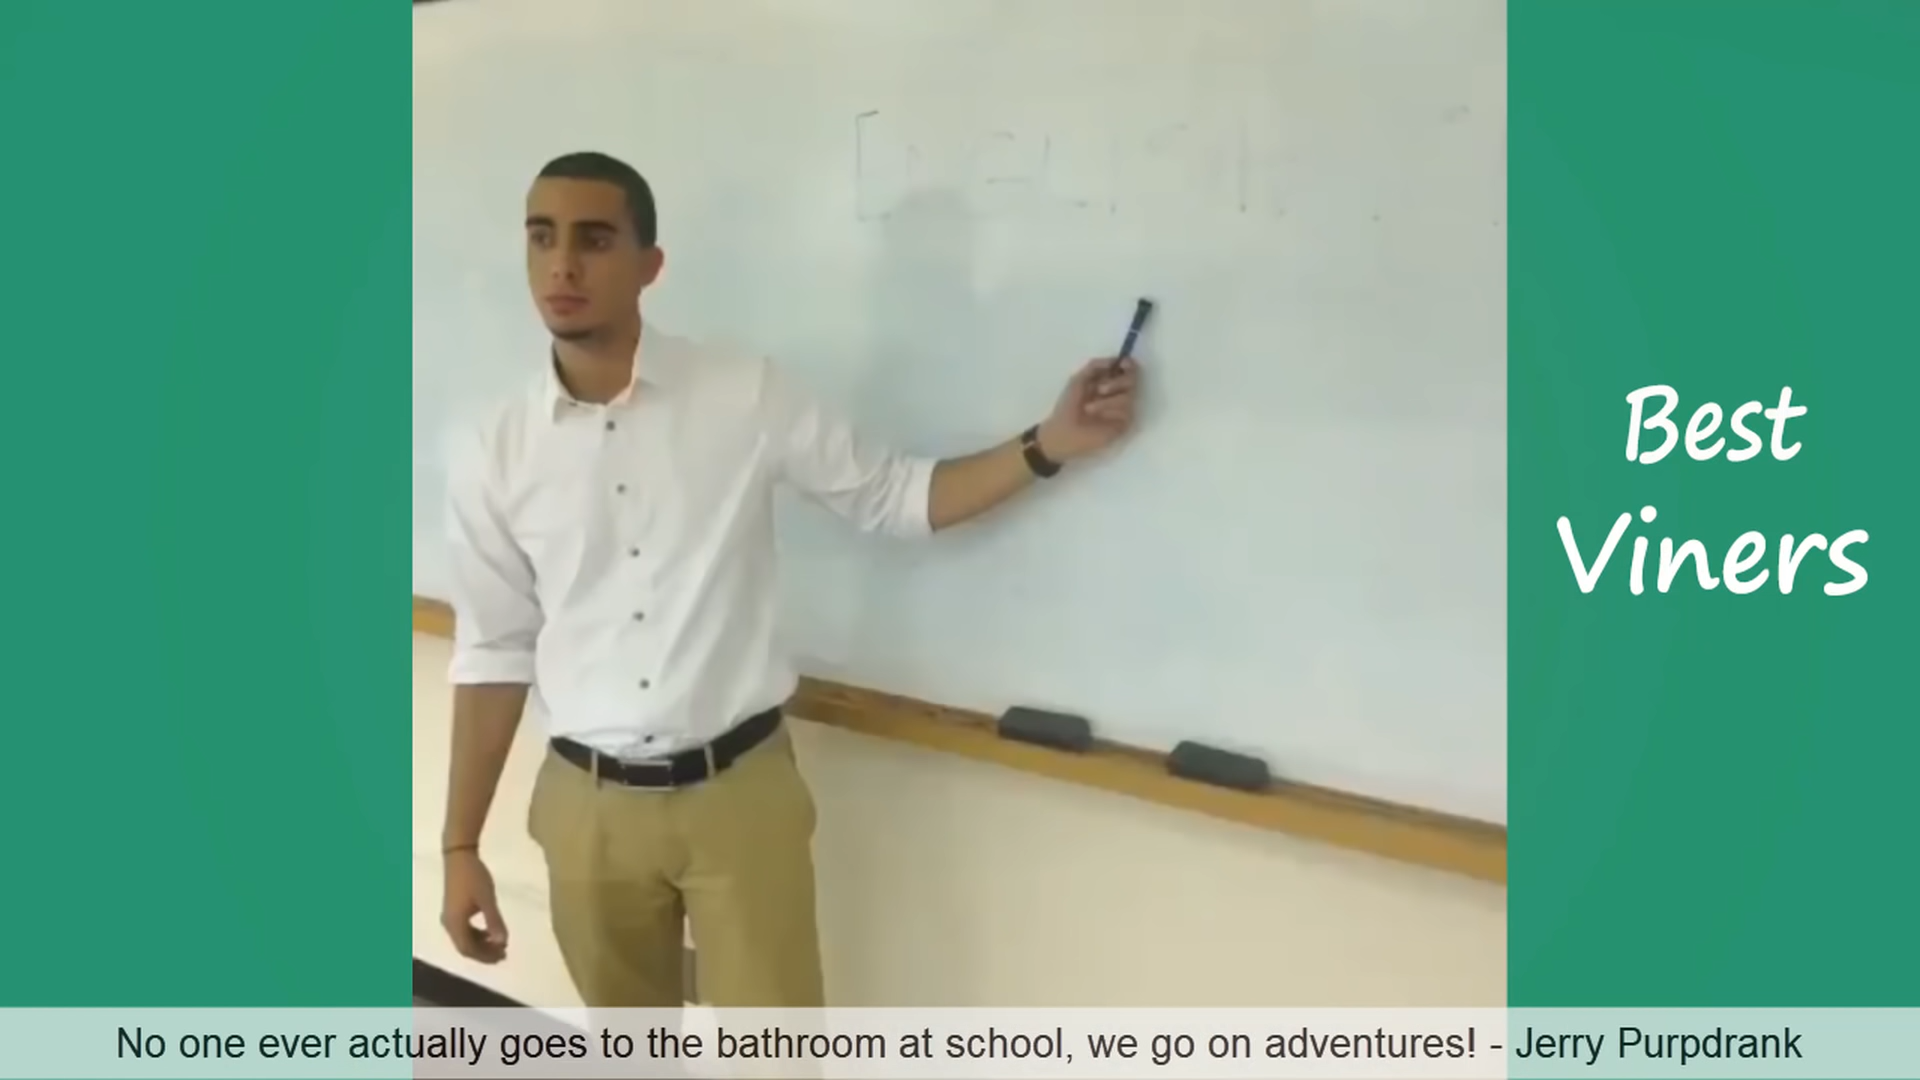 Best
Viners
No one ever actually goes to the bathroom at school, we go on adventures! - Jerry Purpdrank